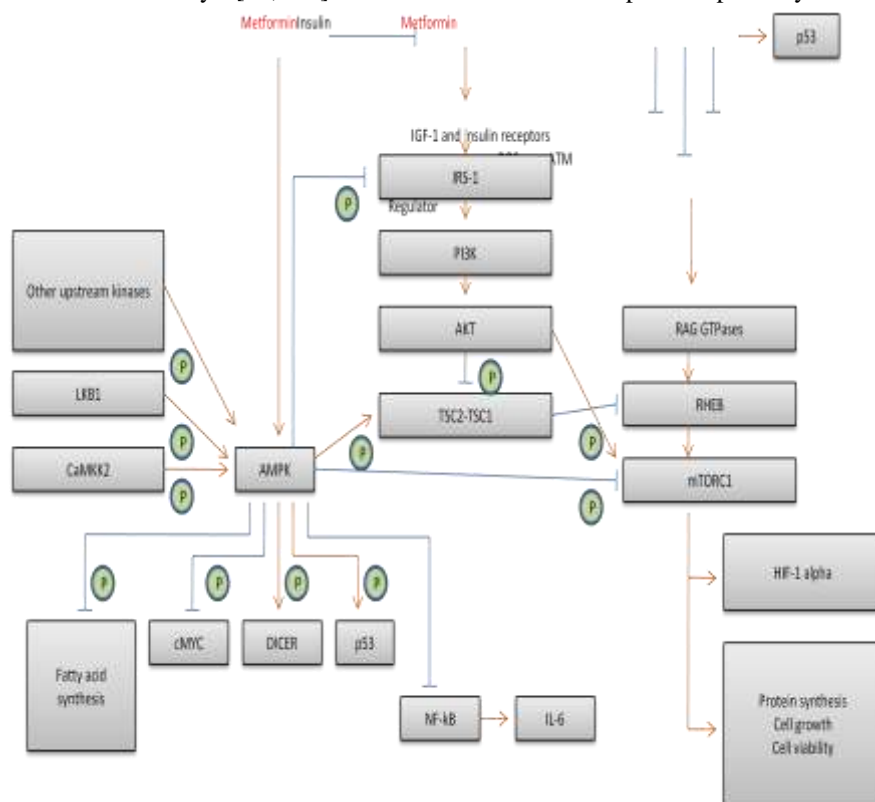 MetforminInsulin
Metformin
p53
IGF-1 and insulin receptors
ATM
IRS-1
P
Regulator
PI3K
Other upstream kinases
AKT
RAG GTPases
P
P
LKB1
TSC2-TSC1
RHEB
P
P
P
CaMKK2
AMPK
mTORC1
P
P
P
P
P
P
HIF-1 alpha
Fatty acid
synthesis
cMYC
DICER
p53
NF-kB
IL-6
Protein synthesis
Cell growth
Cell viability